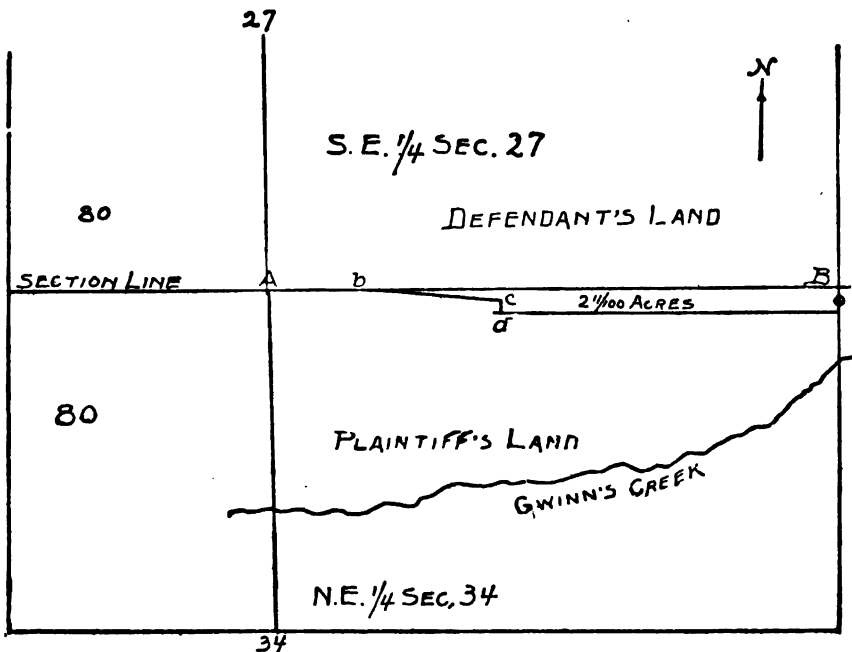 27
N
S.E. 1/4 SEC. 27
80
DEFENDANT'S LAND
SECTION LINE A b B
c 2 11/100 ACRES
d
80
PLAINTIFF'S LAND
GWINN'S CREEK
N.E. 1/4 SEC. 34
34